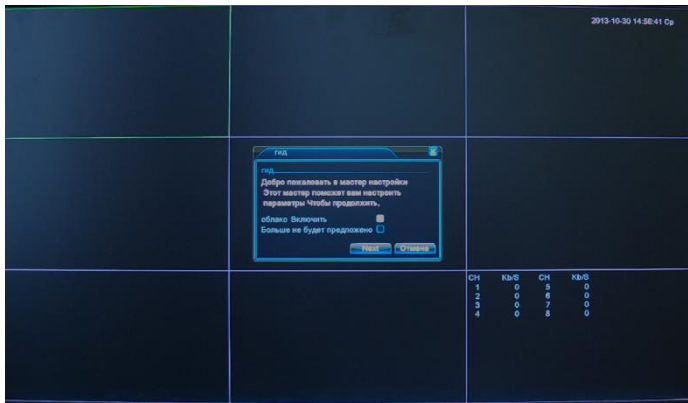 2013-10-30 14:56:41 Ср
гид
гид
Добро пожаловать в мастер настройки
Этот мастер поможет вам настроить
параметры Чтобы продолжить.
облако Включить
Больше не будет предложено
Next Отмена
CH Kb/S CH Kb/S
1 0 5 0
2 0 6 0
3 0 7 0
4 0 8 0